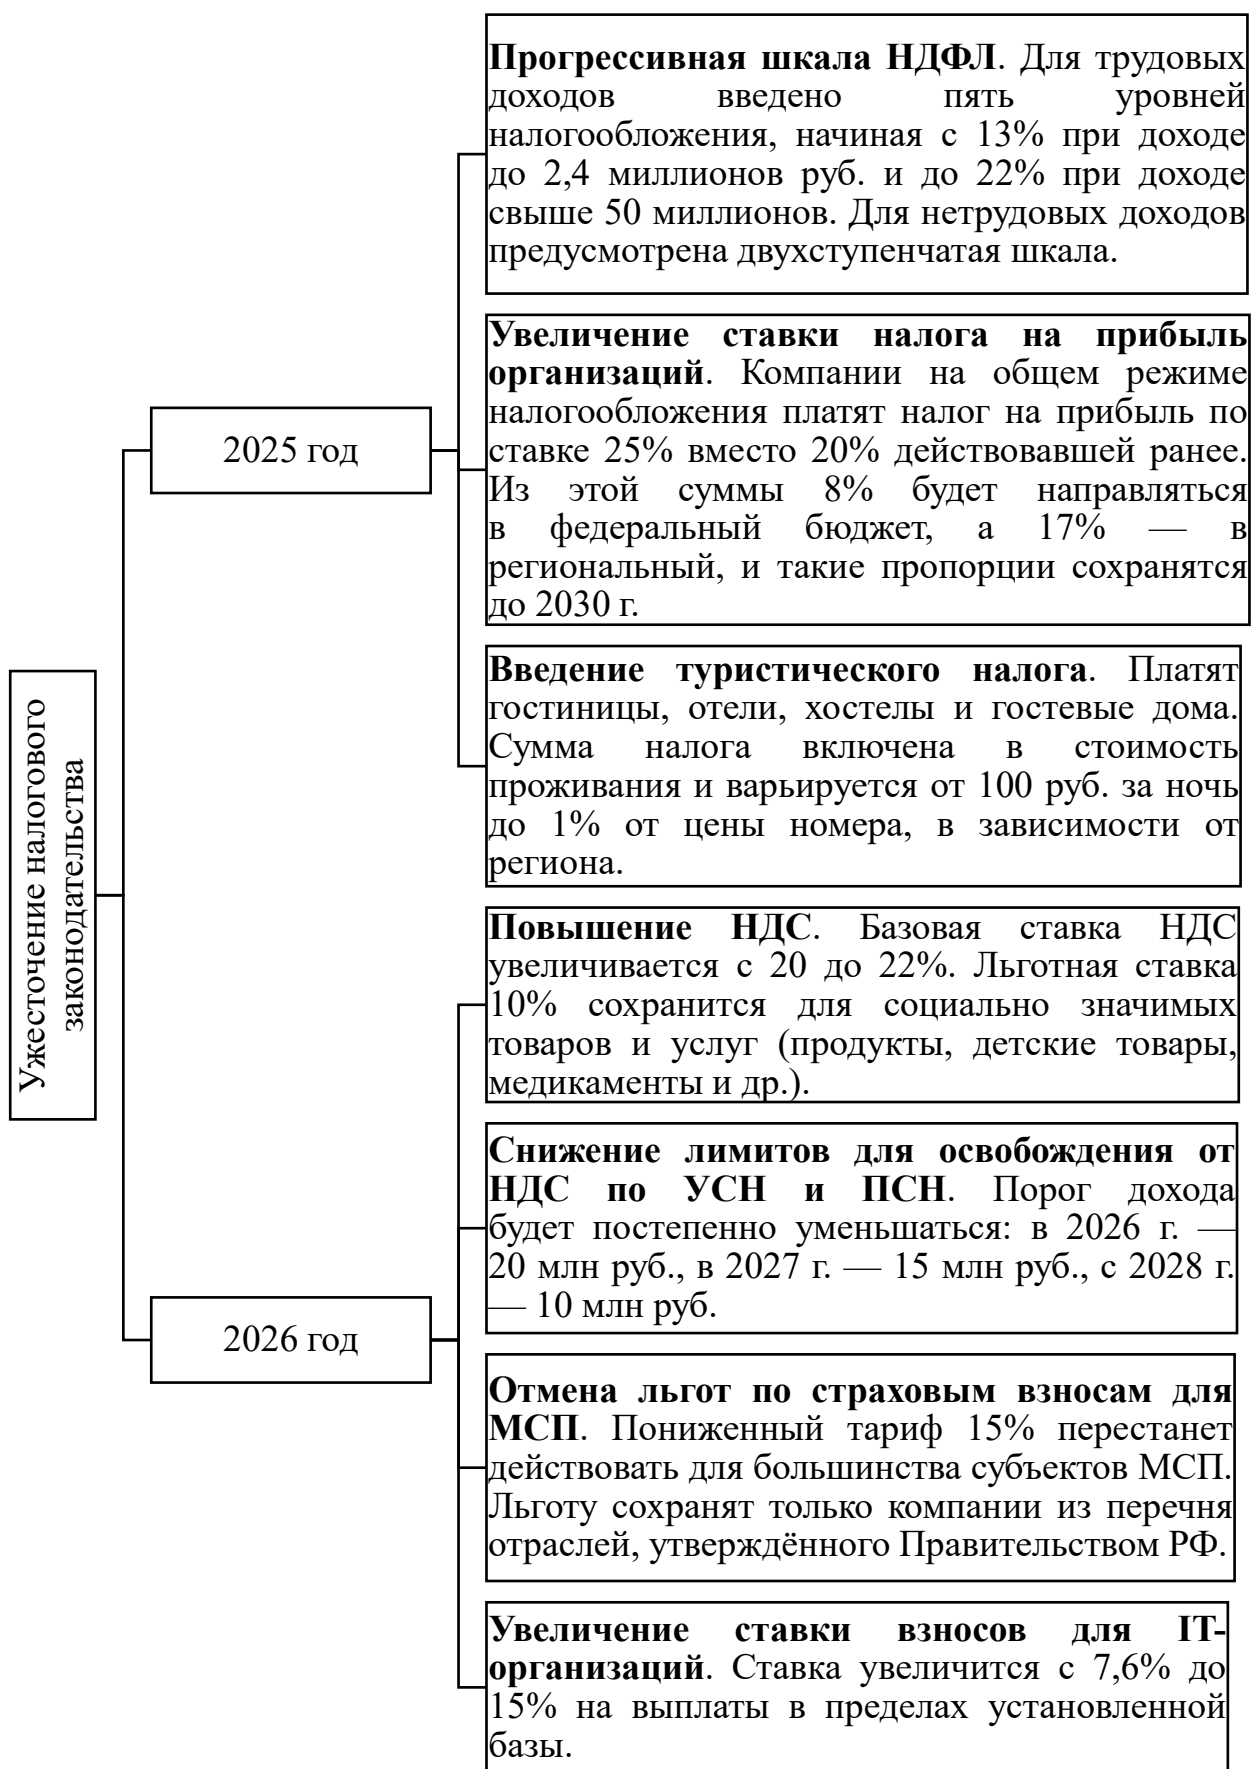 Ужесточение налогового
законодательства
2025 год
Прогрессивная шкала НДФЛ. Для трудовых
доходов введено пять уровней
налогообложения, начиная с 13% при доходе
до 2,4 миллионов руб. и до 22% при доходе
свыше 50 миллионов. Для нетрудовых доходов
предусмотрена двухступенчатая шкала.
Увеличение ставки налога на прибыль
организаций. Компании на общем режиме
налогообложения платят налог на прибыль по
ставке 25% вместо 20% действовавшей ранее.
Из этой суммы 8% будет направляться
в федеральный бюджет, а 17% — в
региональный, и такие пропорции сохранятся
до 2030 г.
Введение туристического налога. Платят
гостиницы, отели, хостелы и гостевые дома.
Сумма налога включена в стоимость
проживания и варьируется от 100 руб. за ночь
до 1% от цены номера, в зависимости от
региона.
2026 год
Повышение НДС. Базовая ставка НДС
увеличивается с 20 до 22%. Льготная ставка
10% сохранится для социально значимых
товаров и услуг (продукты, детские товары,
медикаменты и др.).
Снижение лимитов для освобождения от
НДС по УСН и ПСН. Порог дохода
будет постепенно уменьшаться: в 2026 г. —
20 млн руб., в 2027 г. — 15 млн руб., с 2028 г.
— 10 млн руб.
Отмена льгот по страховым взносам для
МСП. Пониженный тариф 15% перестанет
действовать для большинства субъектов МСП.
Льготу сохранят только компании из перечня
отраслей, утверждённого Правительством РФ.
Увеличение ставки взносов для IT-
организаций. Ставка увеличится с 7,6% до
15% на выплаты в пределах установленной
базы.